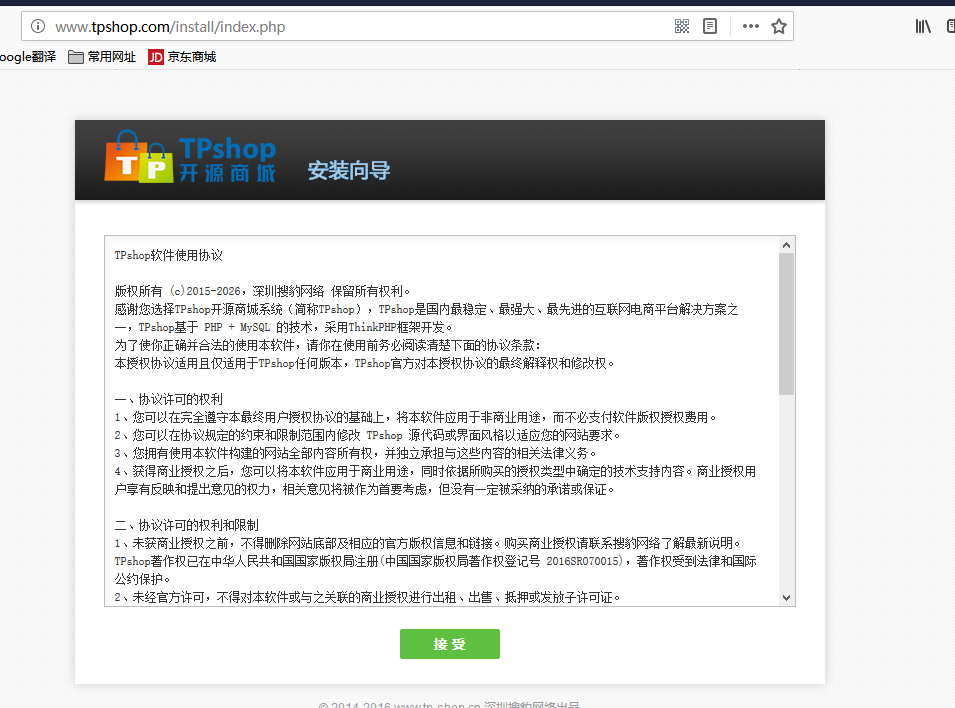 www.tpshop.com/install/index.php
oogle翻译 常用网址 JD 京东商城
TP TPshop
开源商城 安装向导
TPshop软件使用协议
版权所有 (c)2015-2026，深圳搜豹网络 保留所有权利。
感谢您选择TPshop开源商城系统（简称TPshop），TPshop是国内最稳定、最强大、最先进的互联网电商平台解决方案之
一，TPshop基于 PHP + MySQL 的技术，采用ThinkPHP框架开发。
为了使你正确并合法的使用本软件，请你在使用前务必阅读清楚下面的协议条款：
本授权协议适用且仅适用于TPshop任何版本，TPshop官方对本授权协议的最终解释权和修改权。
一、协议许可的权利
1、您可以在完全遵守本最终用户授权协议的基础上，将本软件应用于非商业用途，而不必支付软件版权授权费用。
2、您可以在协议规定的约束和限制范围内修改 TPshop 源代码或界面风格以适应您的网站要求。
3、您拥有使用本软件构建的网站全部内容所有权，并独立承担与这些内容的相关法律义务。
4、获得商业授权之后，您可以将本软件应用于商业用途，同时依据所购买的授权类型中确定的技术支持内容。商业授权用
户享有反映和提出意见的权力，相关意见将被作为首要考虑，但没有一定被采纳的承诺或保证。
二、协议许可的权利和限制
1、未获商业授权之前，不得删除网站底部及相应的官方版权信息和链接。购买商业授权请联系搜豹网络了解最新说明。
TPshop著作权已在中华人民共和国国家版权局注册(中国国家版权局著作权登记号 2016SR070015)，著作权受到法律和国际
公约保护。
2、未经官方许可，不得对本软件或与之关联的商业授权进行出租、出售、抵押或发放子许可证。
接 受
© 2014-2016 www.tp-shop.cn 深圳搜豹网络出品